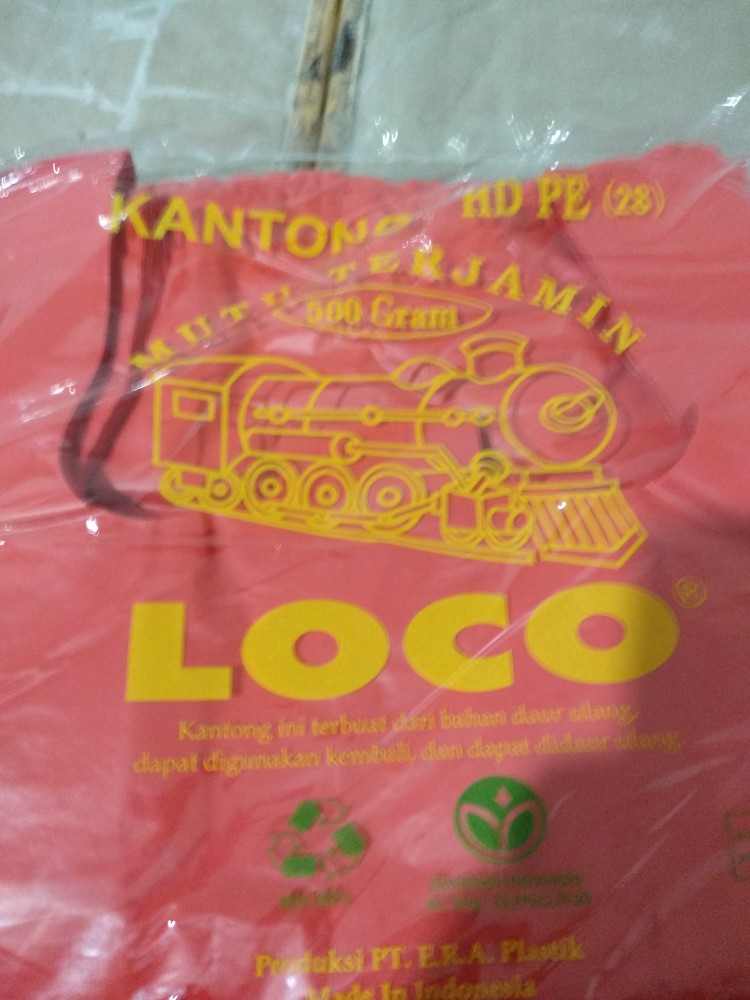 KANTONG HD PE (28)
MUTU TERJAMIN
500 Gram
LOCO ®
Kantong ini terbuat dari bahan daur ulang,
dapat digunakan kembali, dan dapat didaur ulang.
Produksi PT. E.R.A. Plastik
Made In Indonesia